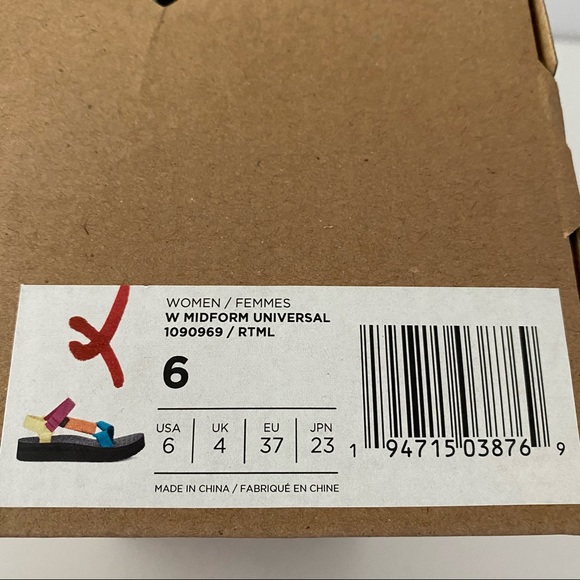 WOMEN / FEMMES
W MIDFORM UNIVERSAL
1090969 / RTML
6
USA UK EU JPN
6 4 37 23
MADE IN CHINA / FABRIQUÉ EN CHINE
1 94715 03876 9